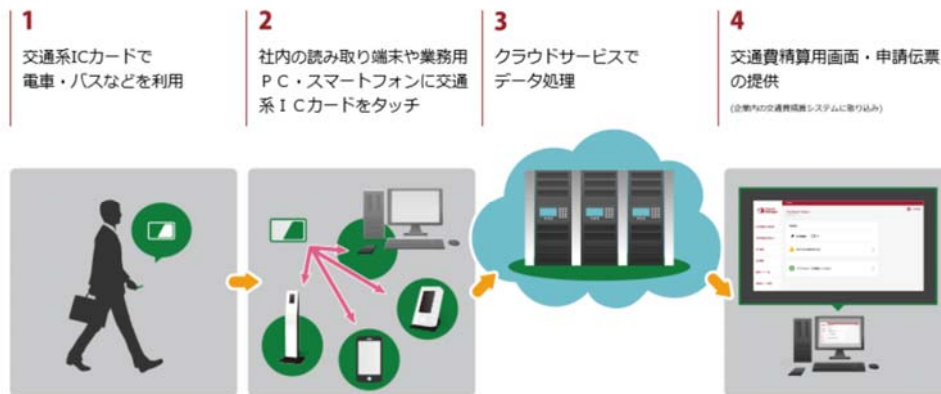 1
交通系ICカードで
電車・バスなどを利用
2
社内の読み取り端末や業務用
ＰＣ・スマートフォンに交通
系ＩＣカードをタッチ
3
クラウドサービスで
データ処理
4
交通費精算用画面・申請伝票
の提供
(企業内の交通費精算システムに取り込み)